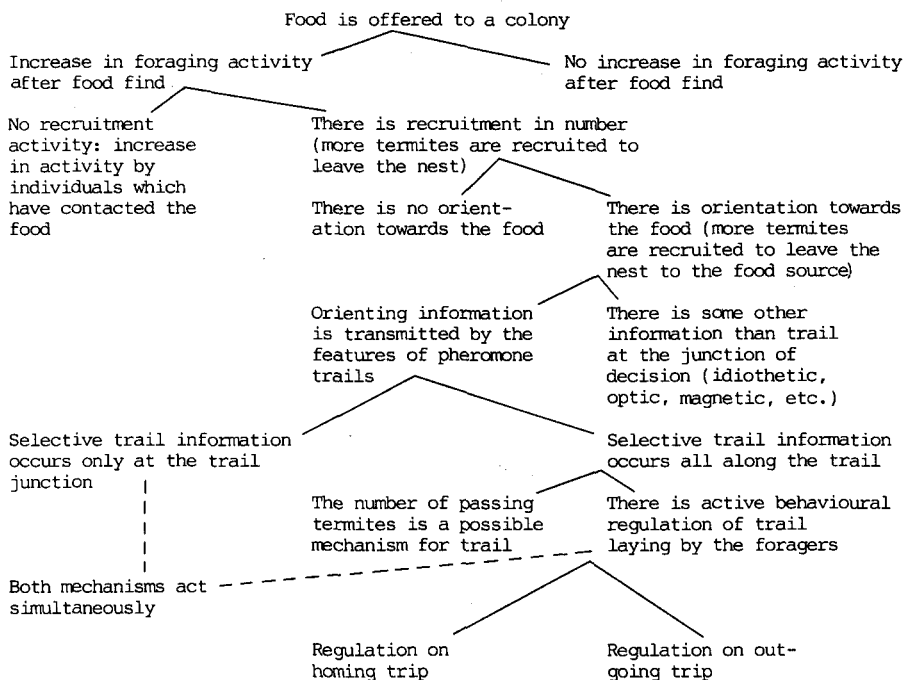 Food is offered to a colony
Increase in foraging activity
after food find
No increase in foraging activity
after food find
No recruitment
activity: increase
in activity by
individuals which
have contacted the
food
There is recruitment in number
(more termites are recruited to
leave the nest)
There is no orient-
ation towards the food
There is orientation towards
the food (more termites
are recruited to leave the
nest to the food source)
Orienting information
is transmitted by the
features of pheromone
trails
There is some other
information than trail
at the junction of
decision (idiothetic,
optic, magnetic, etc.)
Selective trail information
occurs only at the trail
junction
Selective trail information
occurs all along the trail
The number of passing
termites is a possible
mechanism for trail
There is active behavioural
regulation of trail
laying by the foragers
Both mechanisms act
simultaneously
Regulation on
homing trip
Regulation on out-
going trip